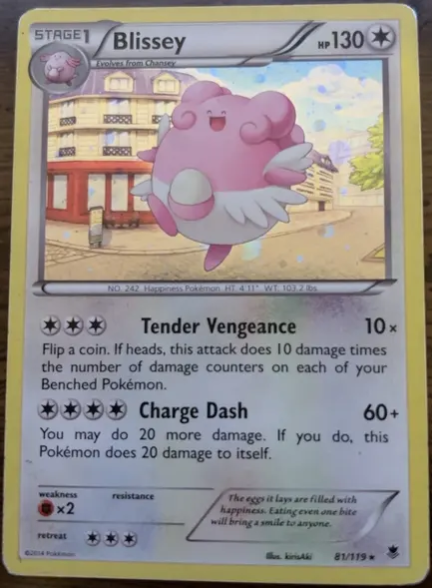 STAGE1
Blissey
HP 130
Evolves from Chansey
NO. 242 Happiness Pokémon HT. 4'11" WT. 103.2 lbs
Tender Vengeance 10×
Flip a coin. If heads, this attack does 10 damage times
the number of damage counters on each of your
Benched Pokémon.
Charge Dash 60+
You may do 20 more damage. If you do, this
Pokémon does 20 damage to itself.
weakness resistance
×2
The eggs it lays are filled with
happiness. Eating even one bite
will bring a smile to anyone.
retreat
©2014 Pokémon
Illus. kirisAki
81/119 ★